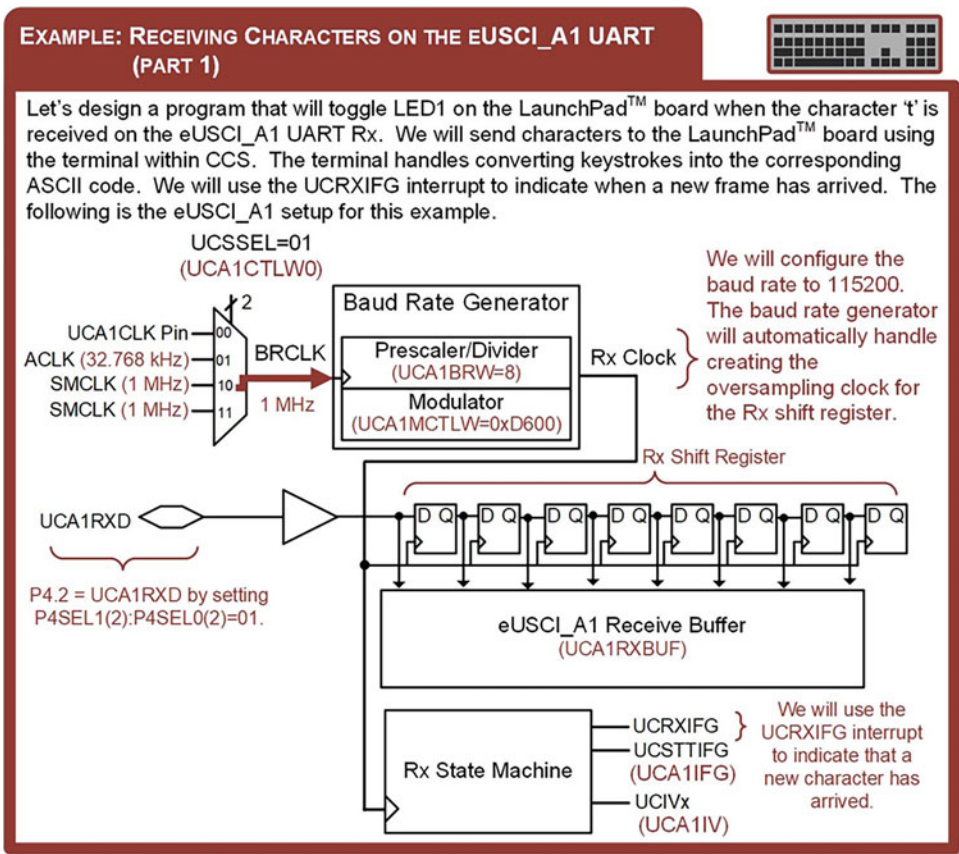 EXAMPLE: RECEIVING CHARACTERS ON THE EUSCI_A1 UART
(PART 1)
Let's design a program that will toggle LED1 on the LaunchPad™ board when the character 't' is
received on the eUSCI_A1 UART Rx. We will send characters to the LaunchPad™ board using
the terminal within CCS. The terminal handles converting keystrokes into the corresponding
ASCII code. We will use the UCRXIFG interrupt to indicate when a new frame has arrived. The
following is the eUSCI_A1 setup for this example.
UCSSEL=01
(UCA1CTLW0)
2
UCA1CLK Pin
00
ACLK (32.768 kHz)
01
SMCLK (1 MHz)
10
SMCLK (1 MHz)
11
BRCLK
1 MHz
Baud Rate Generator
Prescaler/Divider
(UCA1BRW=8)
Modulator
(UCA1MCTLW=0xD600)
Rx Clock
We will configure the
baud rate to 115200.
The baud rate generator
will automatically handle
creating the
oversampling clock for
the Rx shift register.
Rx Shift Register
UCA1RXD
D Q D Q D Q D Q D Q D Q D Q D Q
P4.2 = UCA1RXD by setting
P4SEL1(2):P4SEL0(2)=01.
eUSCI_A1 Receive Buffer
(UCA1RXBUF)
Rx State Machine
UCRXIFG
UCSTTIFG
(UCA1IFG)
UCIVx
(UCA1IV)
We will use the
UCRXIFG interrupt
to indicate that a
new character has
arrived.